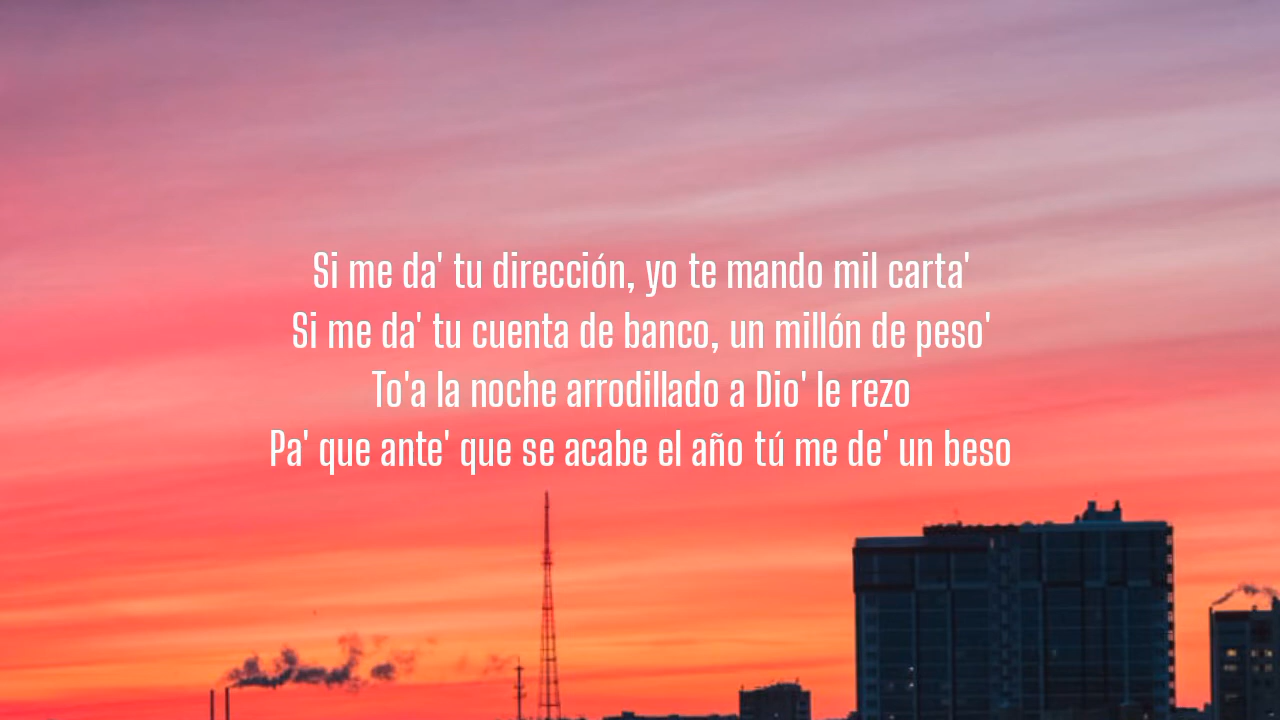 Si me da' tu dirección, yo te mando mil carta'
Si me da' tu cuenta de banco, un millón de peso'
To'a la noche arrodillado a Dio' le rezo
Pa' que ante' que se acabe el año tú me de' un beso